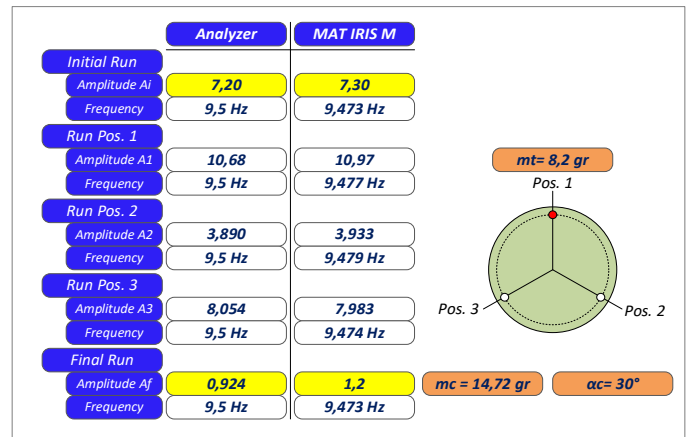 Analyzer MAT IRIS M
Initial Run
Amplitude Ai 7,20 7,30
Frequency 9,5 Hz 9,473 Hz
Run Pos. 1
Amplitude A1 10,68 10,97
mt= 8,2 gr
Frequency 9,5 Hz 9,477 Hz
Pos. 1
Run Pos. 2
Amplitude A2 3,890 3,933
Frequency 9,5 Hz 9,479 Hz
Run Pos. 3
Amplitude A3 8,054 7,983
Pos. 3 Pos. 2
Frequency 9,5 Hz 9,474 Hz
Final Run
Amplitude Af 0,924 1,2 mc = 14,72 gr αc= 30°
Frequency 9,5 Hz 9,473 Hz